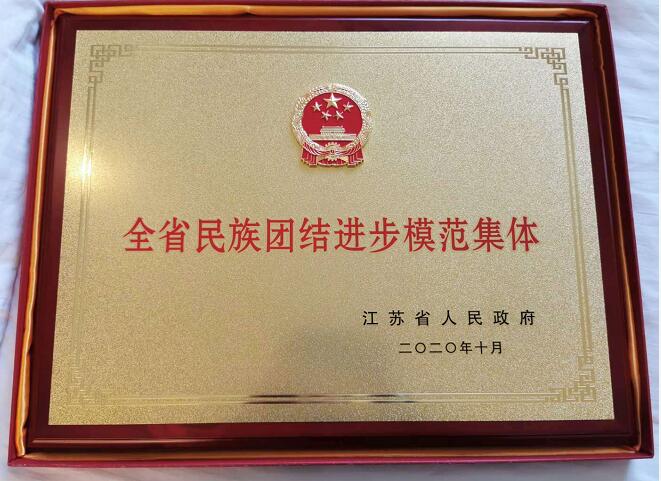 全省民族团结进步模范集体
江苏省人民政府
二〇二〇年十月